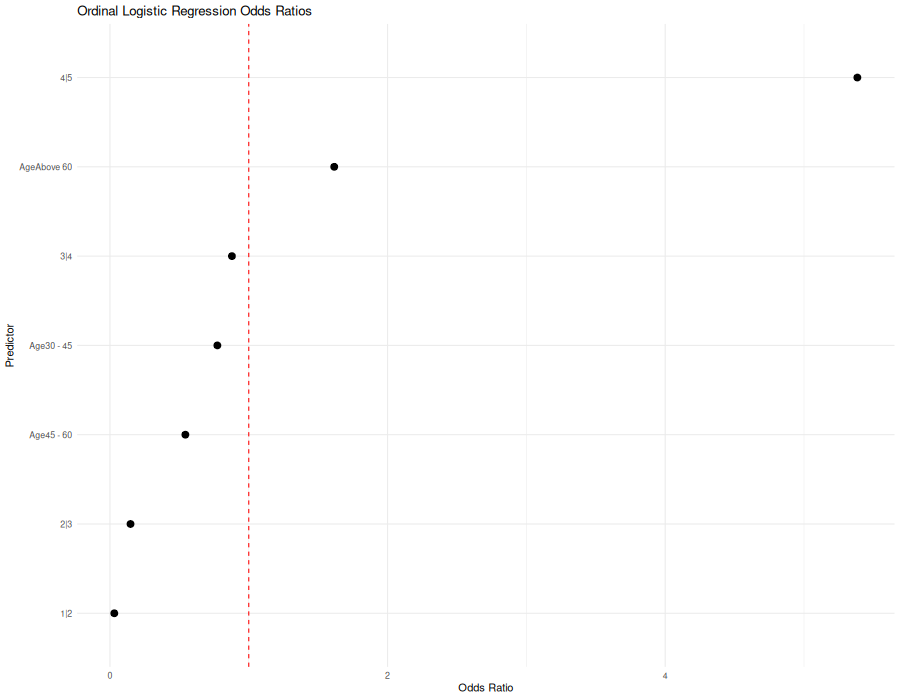 Ordinal Logistic Regression Odds Ratios
4|5
AgeAbove 60
3|4
Age30 - 45
Age45 - 60
2|3
1|2
Predictor
0 2 4
Odds Ratio